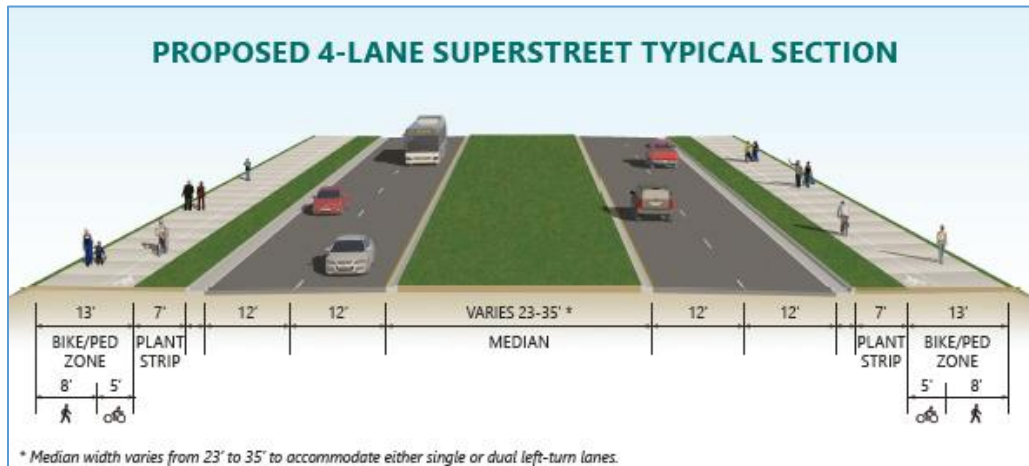 PROPOSED 4-LANE SUPERSTREET TYPICAL SECTION
13' 7' 12' 12' VARIES 23-35' * 12' 12' 7' 13'
BIKE/PED ZONE PLANT STRIP MEDIAN PLANT STRIP BIKE/PED ZONE
8' 5' 5' 8'
* Median width varies from 23' to 35' to accommodate either single or dual left-turn lanes.